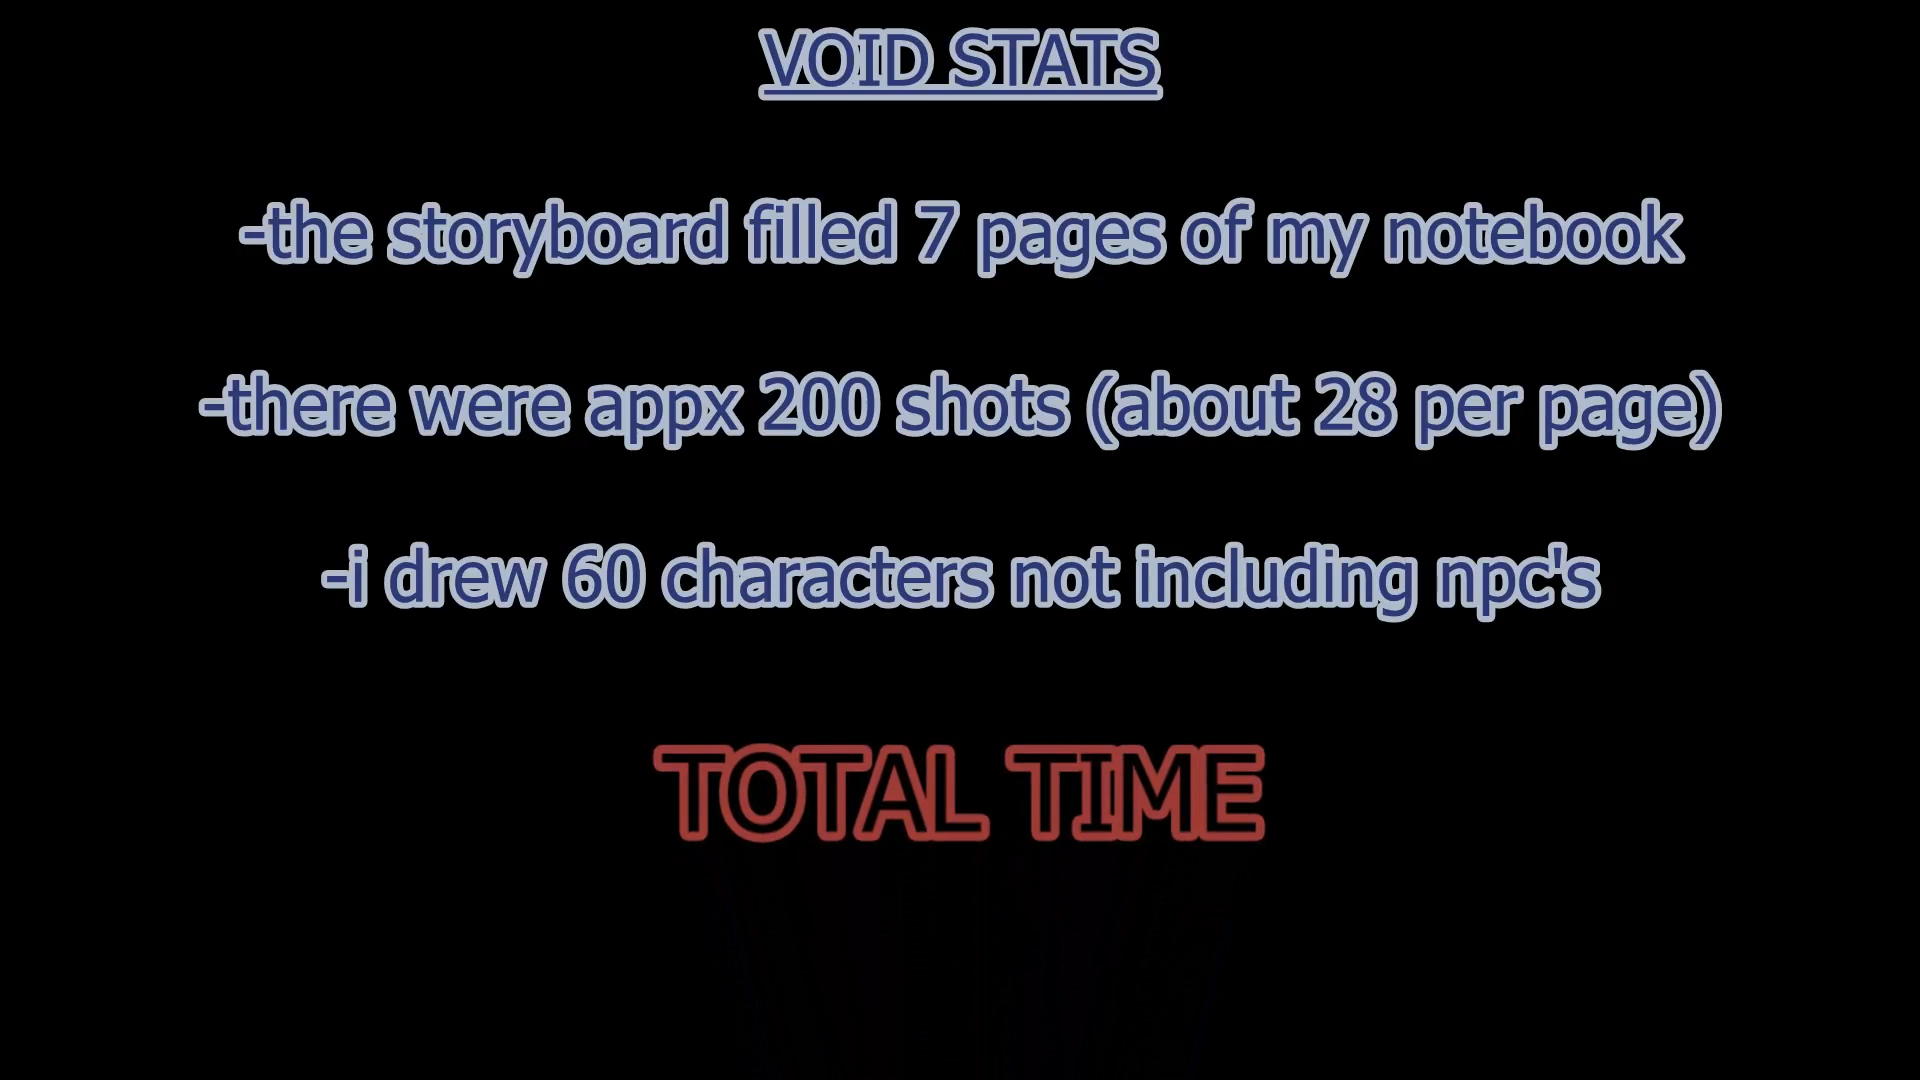 VOID STATS
-the storyboard filled 7 pages of my notebook
-there were appx 200 shots (about 28 per page)
-i drew 60 characters not including npc's
TOTAL TIME